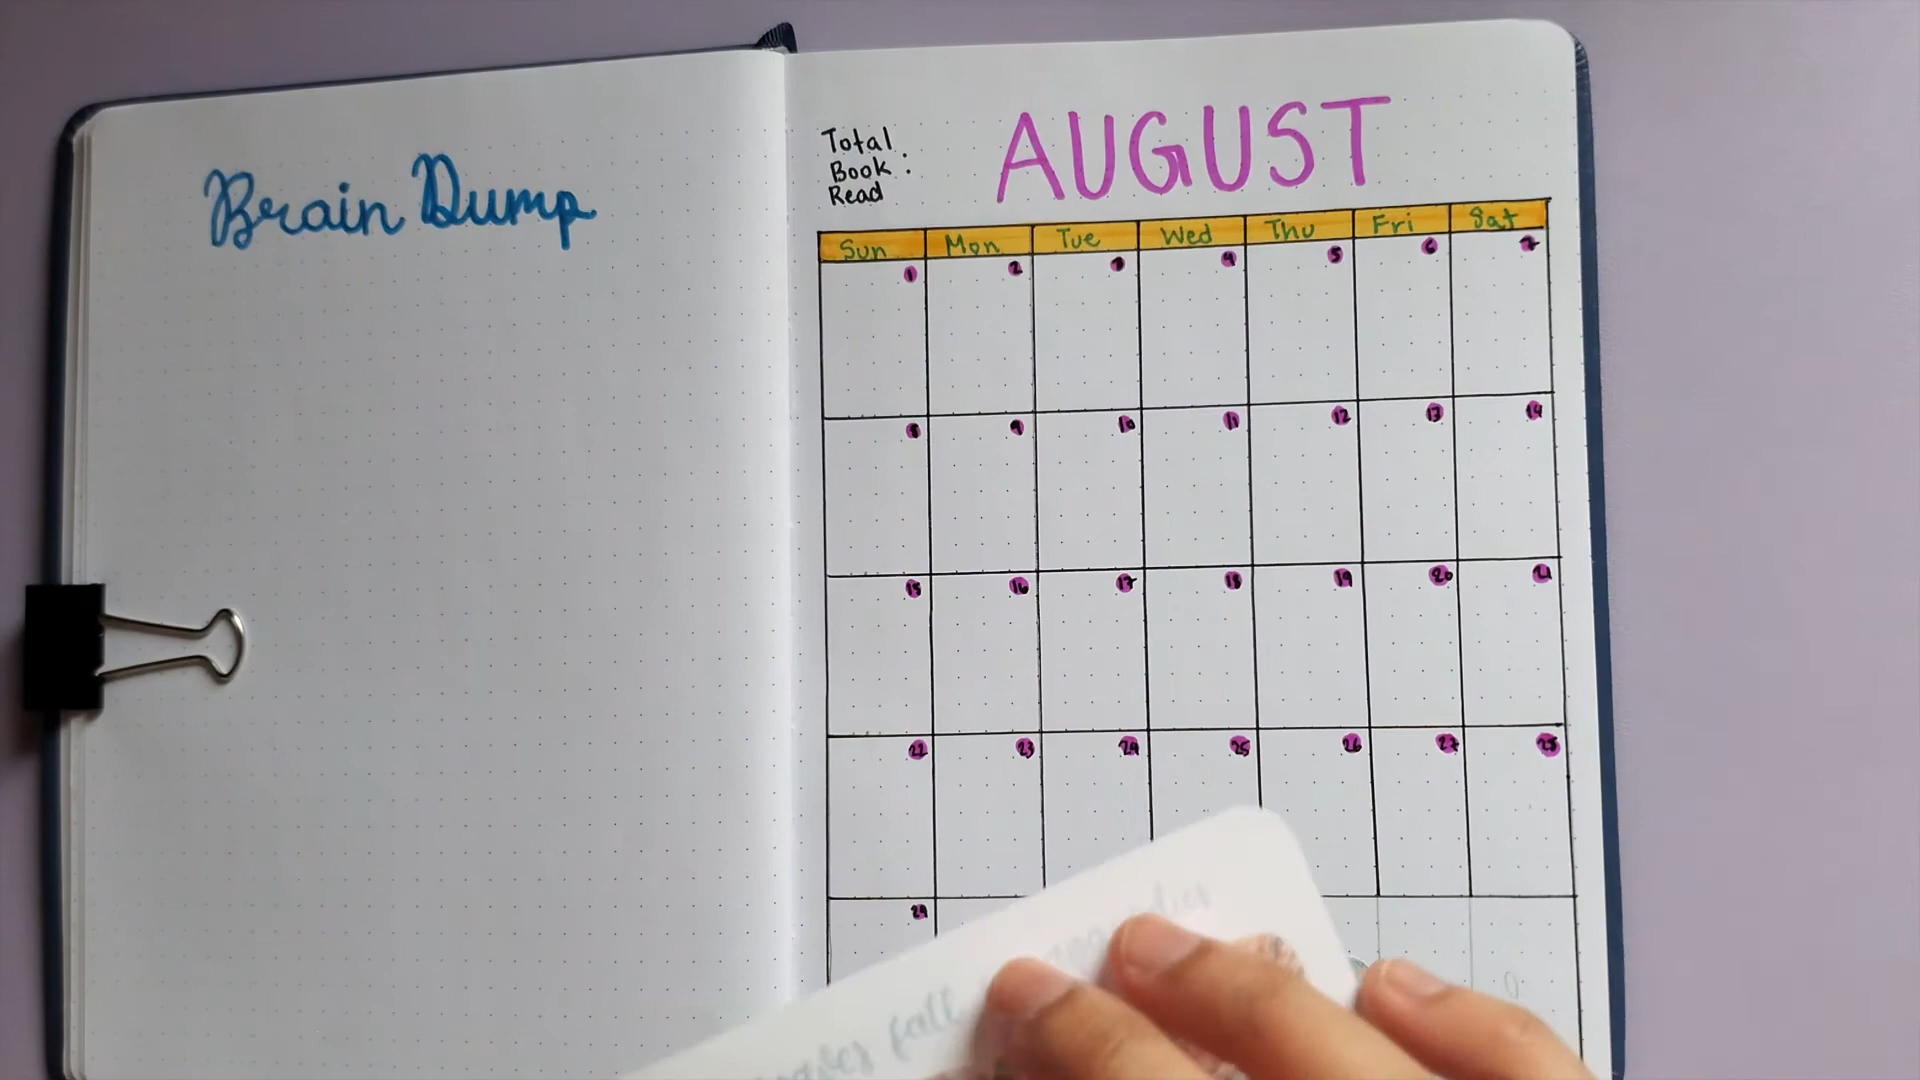 Brain Dump
AUGUST
Total
Book :
Read
Sun Mon Tue Wed Thu Fri Sat
1 2 3 4 5 6 7
8 9 10 11 12 13 14
15 16 17 18 19 20 21
22 23 24 25 26 27 28
29
fall